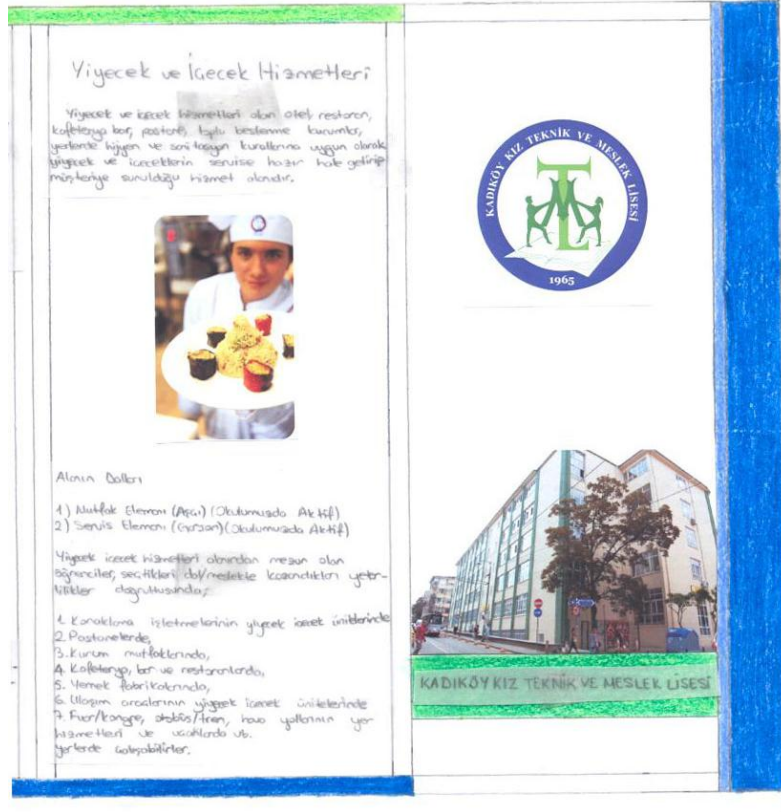 Yiyecek ve İçecek Hizmetleri
Yiyecek ve içecek hizmetleri alan otel, restoran,
kafeterya bar, pastane, toplu beslenme kurumları,
yerlerde hijyen ve sanitasyon kurallarına uygun olarak
yiyecek ve içeceklerin servise hazır hale getirip
müşteriye sunulduğu hizmet alanıdır.
Alanın Dalları
1) Mutfak Elemanı (Aşçı) (Okulumuzda Aktif)
2) Servis Elemanı (Garson) (Okulumuzda Aktif)
Yiyecek içecek hizmetleri alanından mezun olan
öğrenciler, seçtikleri dal/meslekte kazandıkları yeter-
lilikler doğrultusunda;
1. Konaklama işletmelerinin yiyecek içecek ünitelerinde
2. Pastanelerde,
3. Kurum mutfaklarında,
4. Kafeterya, bar ve restoranlarda,
5. Yemek fabrikalarında,
6. Ulaşım araçlarının yiyecek içecek ünitelerinde
7. Fuar/kongre, otobüs/tren, hava yollarının yer
hizmetleri ve uçaklarda vb.
yerlerde çalışabilirler.
KADIKÖY KIZ TEKNİK VE MESLEK LİSESİ
TML
1965
KADIKÖY KIZ TEKNİK VE MESLEK LİSESİ